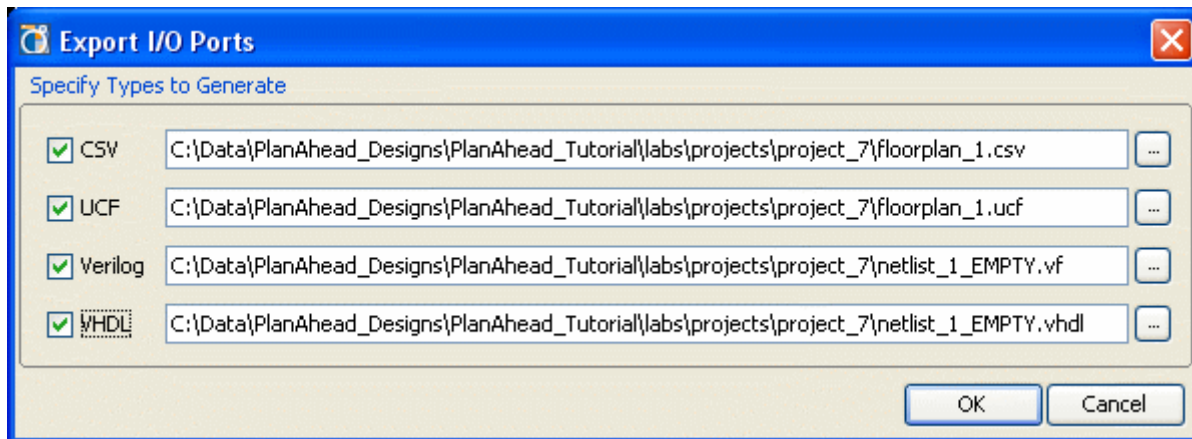 Export I/O Ports
Specify Types to Generate
CSV C:\Data\PlanAhead_Designs\PlanAhead_Tutorial\labs\projects\project_7\floorplan_1.csv ...
UCF C:\Data\PlanAhead_Designs\PlanAhead_Tutorial\labs\projects\project_7\floorplan_1.ucf ...
Verilog C:\Data\PlanAhead_Designs\PlanAhead_Tutorial\labs\projects\project_7\netlist_1_EMPTY.vf ...
VHDL C:\Data\PlanAhead_Designs\PlanAhead_Tutorial\labs\projects\project_7\netlist_1_EMPTY.vhdl ...
OK Cancel